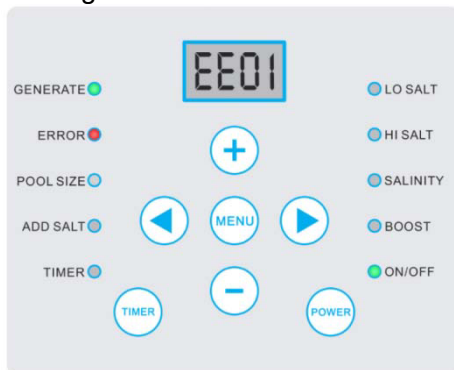 EE01
GENERATE
LO SALT
ERROR
HI SALT
+
POOL SIZE
SALINITY
ADD SALT
MENU
BOOST
TIMER
ON/OFF
−
TIMER
POWER